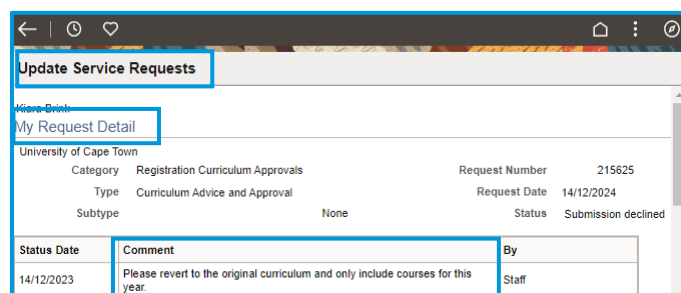 Update Service Requests
Kiara Brink
My Request Detail
University of Cape Town
Category Registration Curriculum Approvals Request Number 215625
Type Curriculum Advice and Approval Request Date 14/12/2024
Subtype None Status Submission declined
Status Date Comment By
14/12/2023 Please revert to the original curriculum and only include courses for this Staff
year.